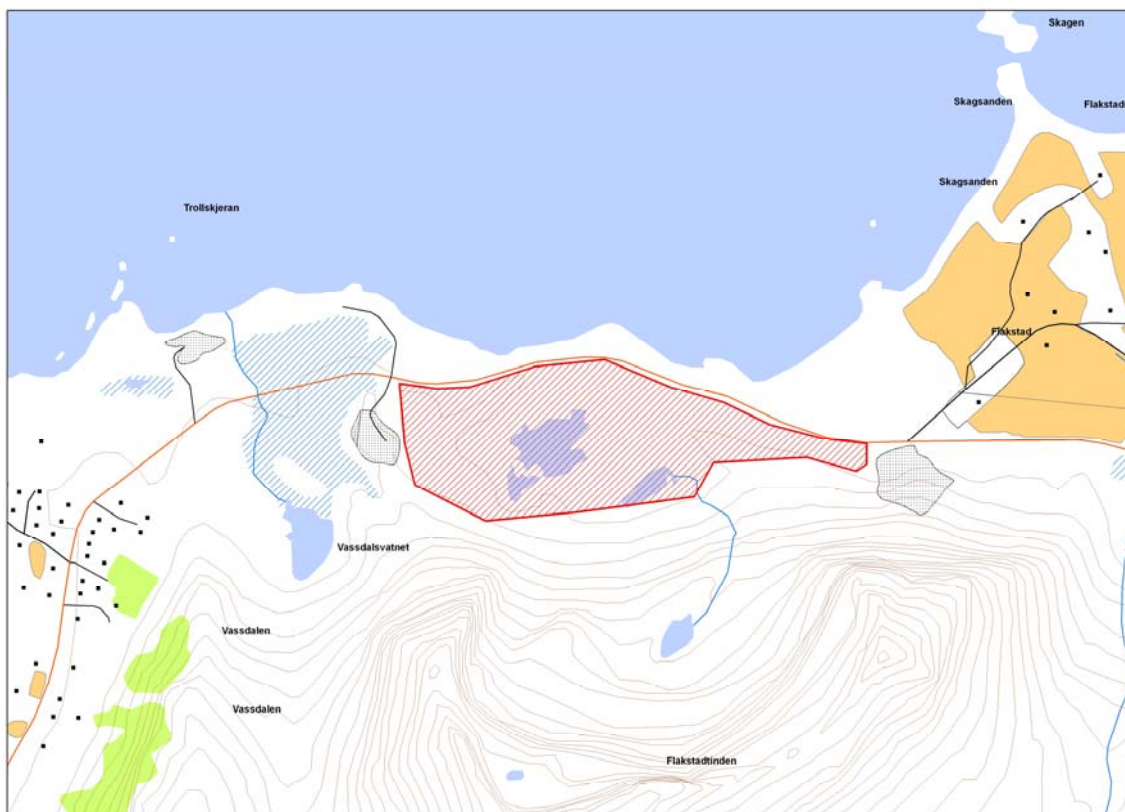 Skagen
Skagsanden
Flakstad
Skagsanden
Trollskjeran
Flakstad
Vassdalsvatnet
Vassdalen
Vassdalen
Flakstadtinden